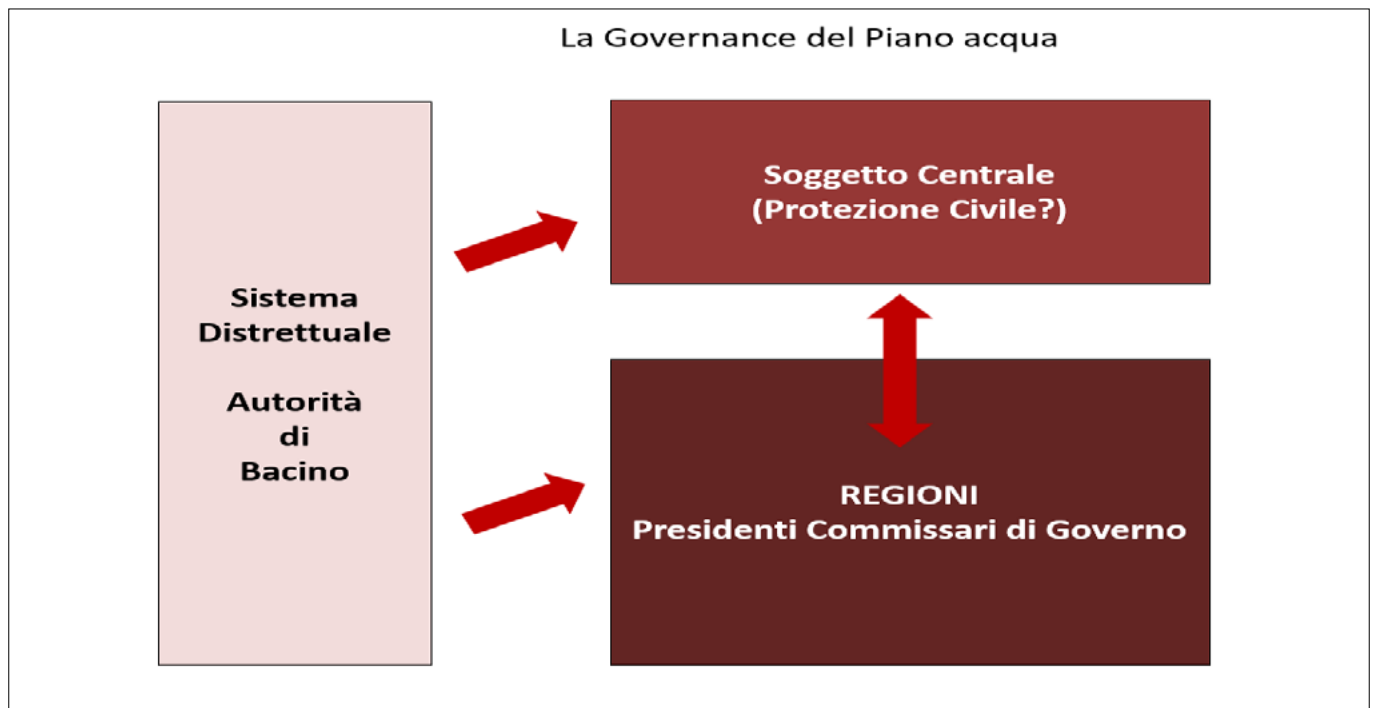 La Governance del Piano acqua
Sistema
Distrettuale
Autorità
di
Bacino
Soggetto Centrale
(Protezione Civile?)
REGIONI
Presidenti Commissari di Governo